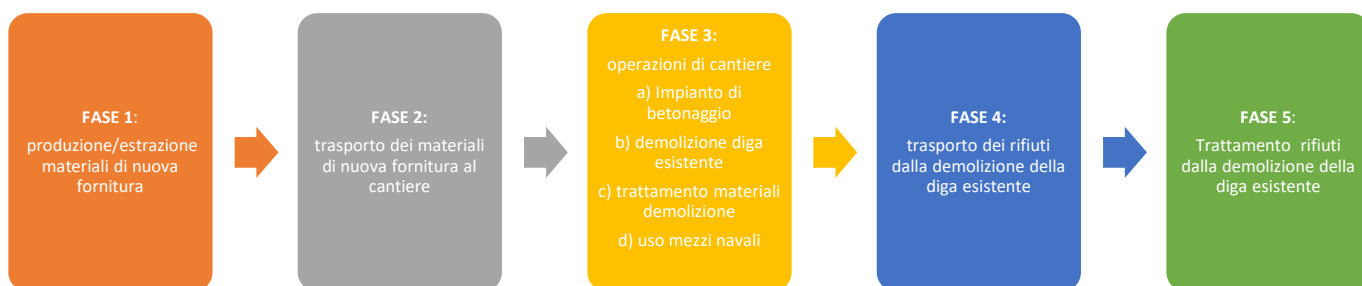 FASE 1:
produzione/estrazione
materiali di nuova
fornitura
FASE 2:
trasporto dei materiali
di nuova fornitura al
cantiere
FASE 3:
operazioni di cantiere
a) Impianto di
betonaggio
b) demolizione diga
esistente
c) trattamento materiali
demolizione
d) uso mezzi navali
FASE 4:
trasporto dei rifiuti
dalla demolizione della
diga esistente
FASE 5:
Trattamento rifiuti
dalla demolizione della
diga esistente